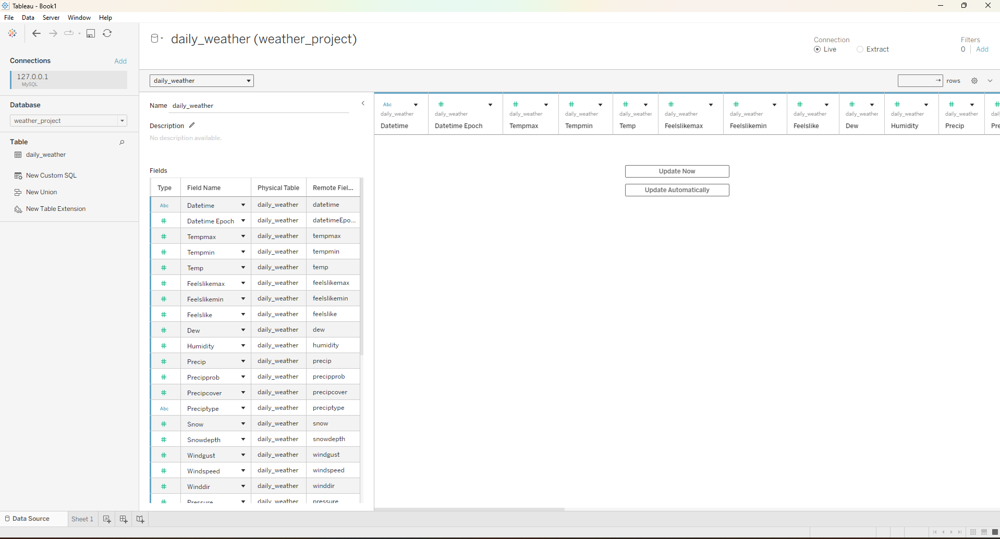 Tableau - Book1
File Data Server Window Help
daily_weather (weather_project)
Connection
Live Extract
Filters
0 Add
Connections Add
127.0.0.1
MySQL
Database
weather_project
Table
daily_weather
New Custom SQL
New Union
New Table Extension
daily_weather
rows
Name daily_weather
Description
No description available.
Fields
Type Field Name Physical Table Remote Fiel...
Abc Datetime daily_weather datetime
# Datetime Epoch daily_weather datetimeEpo...
# Tempmax daily_weather tempmax
# Tempmin daily_weather tempmin
# Temp daily_weather temp
# Feelslikemax daily_weather feelslikemax
# Feelslikemin daily_weather feelslikemin
# Feelslike daily_weather feelslike
# Dew daily_weather dew
# Humidity daily_weather humidity
# Precip daily_weather precip
# Precipprob daily_weather precipprob
# Precipcover daily_weather precipcover
Abc Preciptype daily_weather preciptype
# Snow daily_weather snow
# Snowdepth daily_weather snowdepth
# Windgust daily_weather windgust
# Windspeed daily_weather windspeed
# Winddir daily_weather winddir
# Pressure daily_weather pressure
Abc # # # # # # # # # # #
daily_weather daily_weather daily_weather daily_weather daily_weather daily_weather daily_weather daily_weather daily_weather daily_weather daily_weather dail
Datetime Datetime Epoch Tempmax Tempmin Temp Feelslikemax Feelslikemin Feelslike Dew Humidity Precip Pre
Update Now
Update Automatically
Data Source Sheet 1